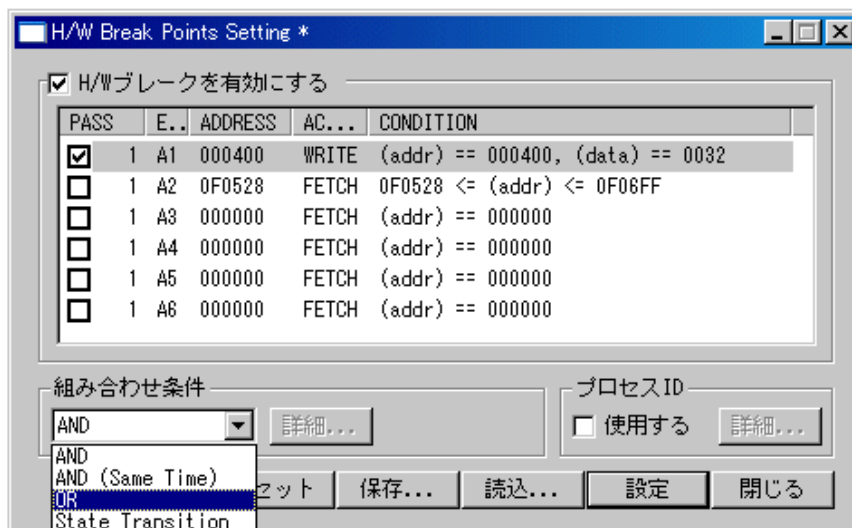 H/W Break Points Setting *
H/Wブレークを有効にする
PASS E.. ADDRESS AC... CONDITION
1 A1 000400 WRITE (addr) == 000400, (data) == 0032
1 A2 0F0528 FETCH 0F0528 <= (addr) <= 0F06FF
1 A3 000000 FETCH (addr) == 000000
1 A4 000000 FETCH (addr) == 000000
1 A5 000000 FETCH (addr) == 000000
1 A6 000000 FETCH (addr) == 000000
組み合わせ条件 プロセスID
AND 詳細... 使用する 詳細...
AND
AND (Same Time)
OR
State Transition
セット 保存... 読込... 設定 閉じる